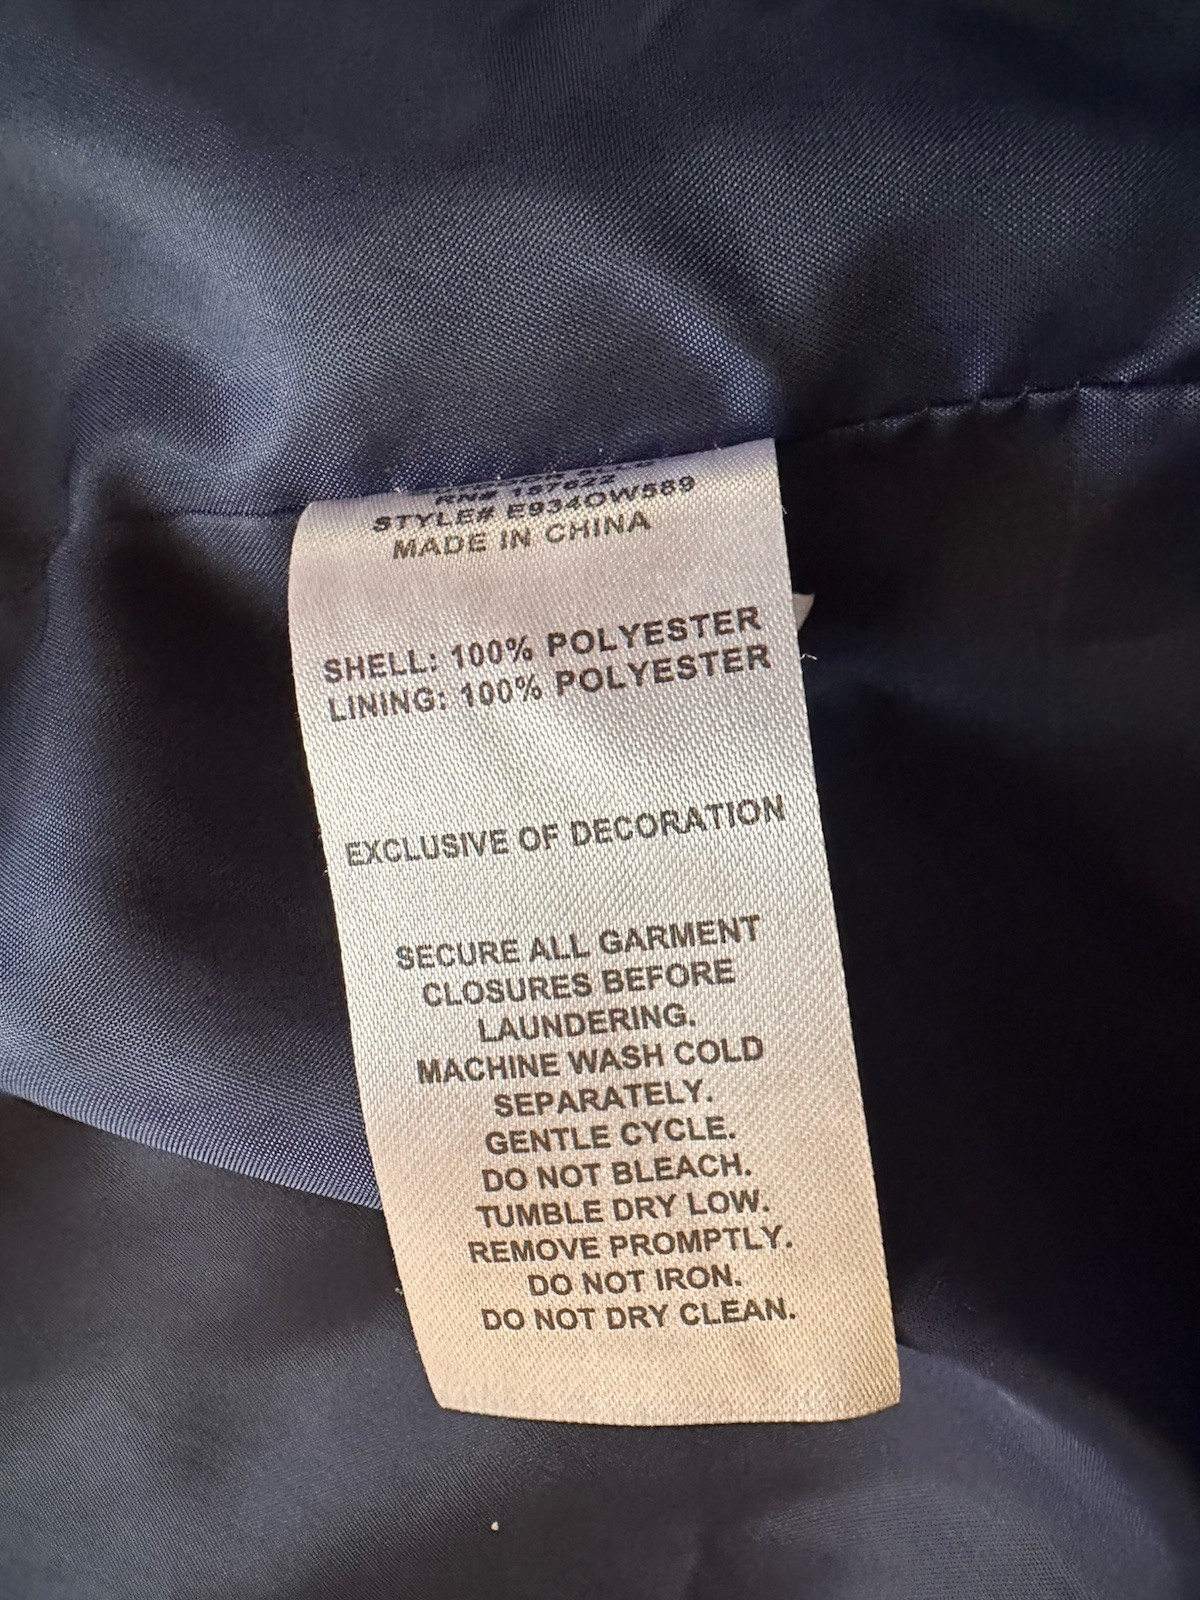 RN# 157622
STYLE# E934OW589
MADE IN CHINA
SHELL: 100% POLYESTER
LINING: 100% POLYESTER
EXCLUSIVE OF DECORATION
SECURE ALL GARMENT
CLOSURES BEFORE
LAUNDERING.
MACHINE WASH COLD
SEPARATELY.
GENTLE CYCLE.
DO NOT BLEACH.
TUMBLE DRY LOW.
REMOVE PROMPTLY.
DO NOT IRON.
DO NOT DRY CLEAN.